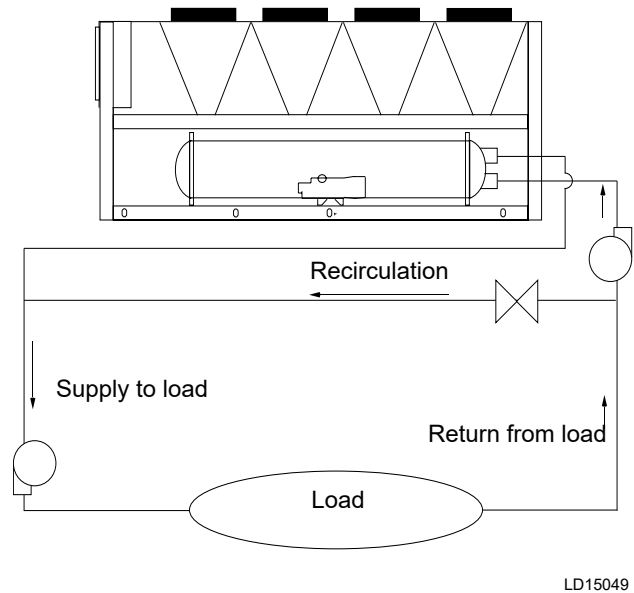 Recirculation
Supply to load
Return from load
Load
LD15049